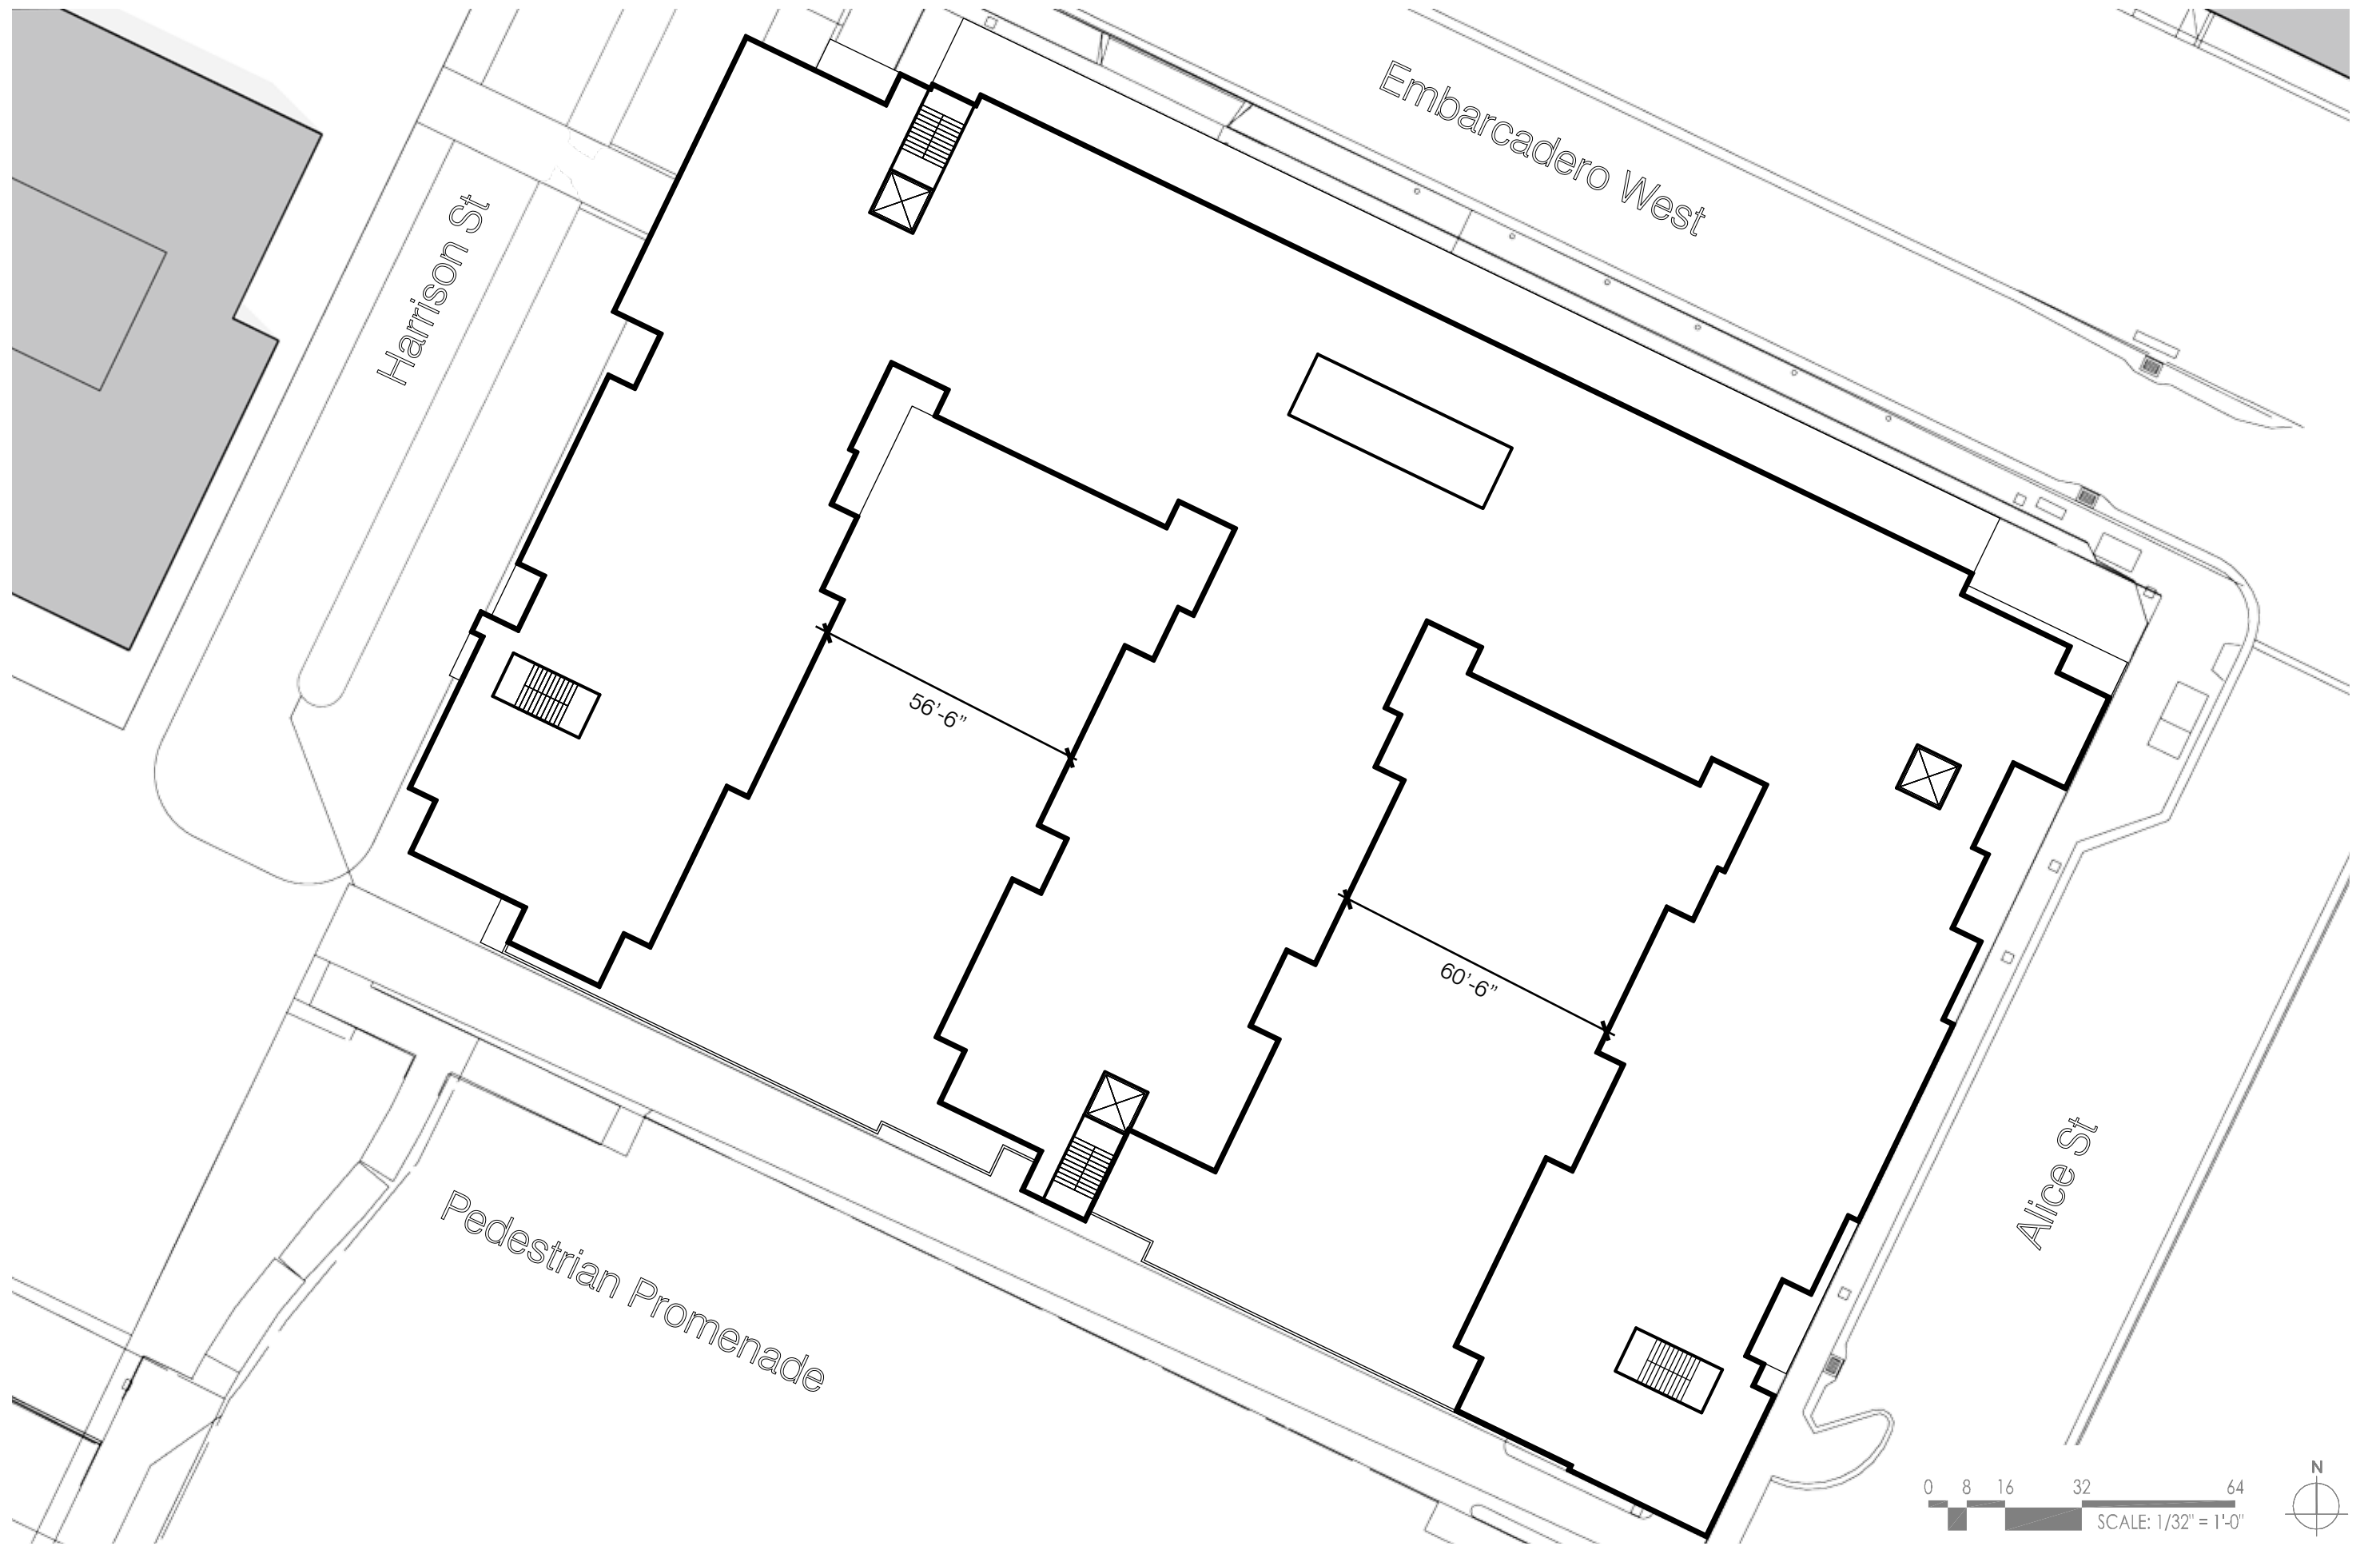 Embarcadero West
Harrison St
56'-6"
60'-6"
Alice St
Pedestrian Promenade
N
0 8 16 32 64
SCALE: 1/32" = 1'-0"